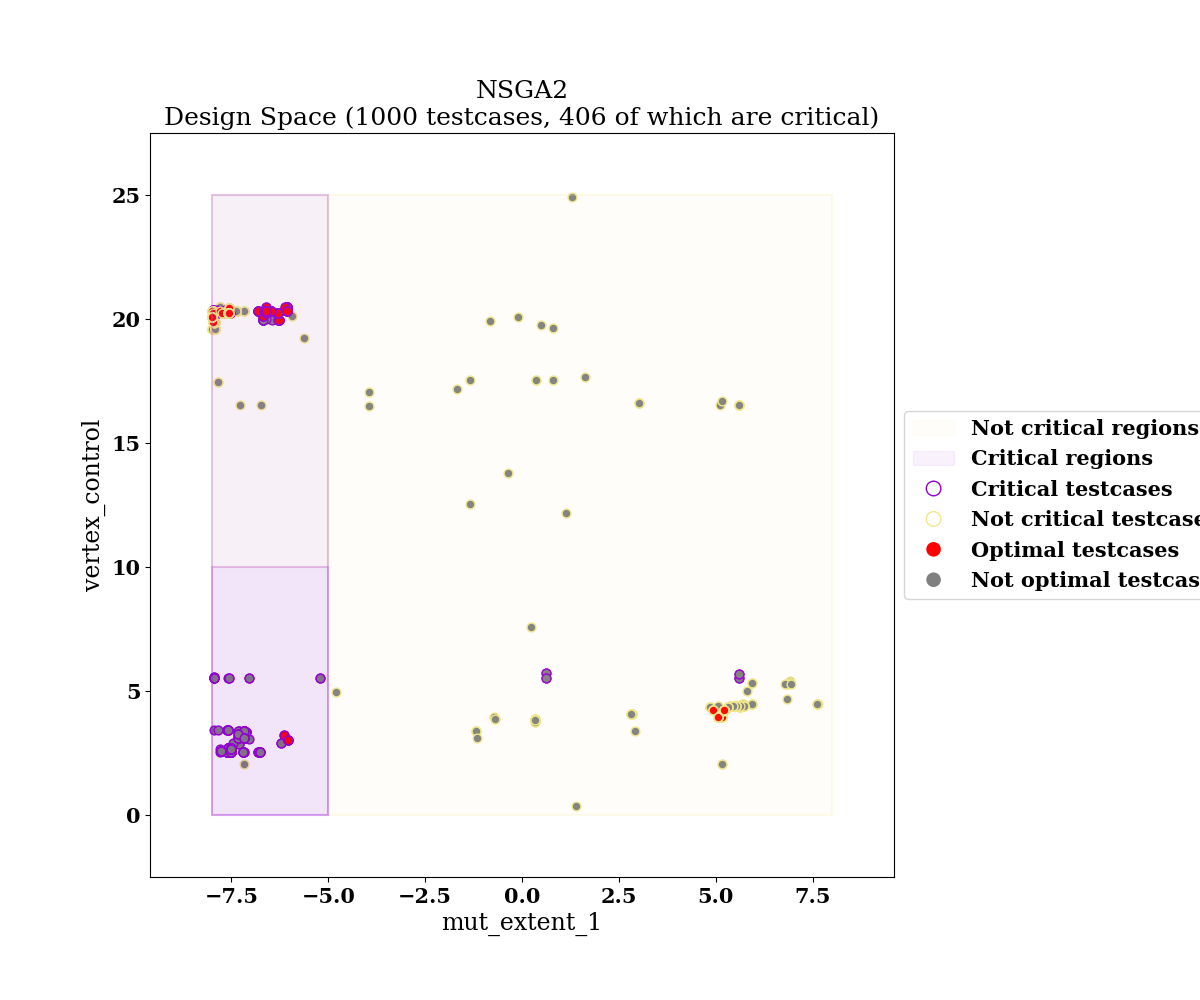 NSGA2
Design Space (1000 testcases, 406 of which are critical)
25
20
15
10
5
0
vertex_control
−7.5
−5.0
−2.5
0.0
2.5
5.0
7.5
mut_extent_1
Not critical regions
Critical regions
Critical testcases
Not critical testcase
Optimal testcases
Not optimal testcas